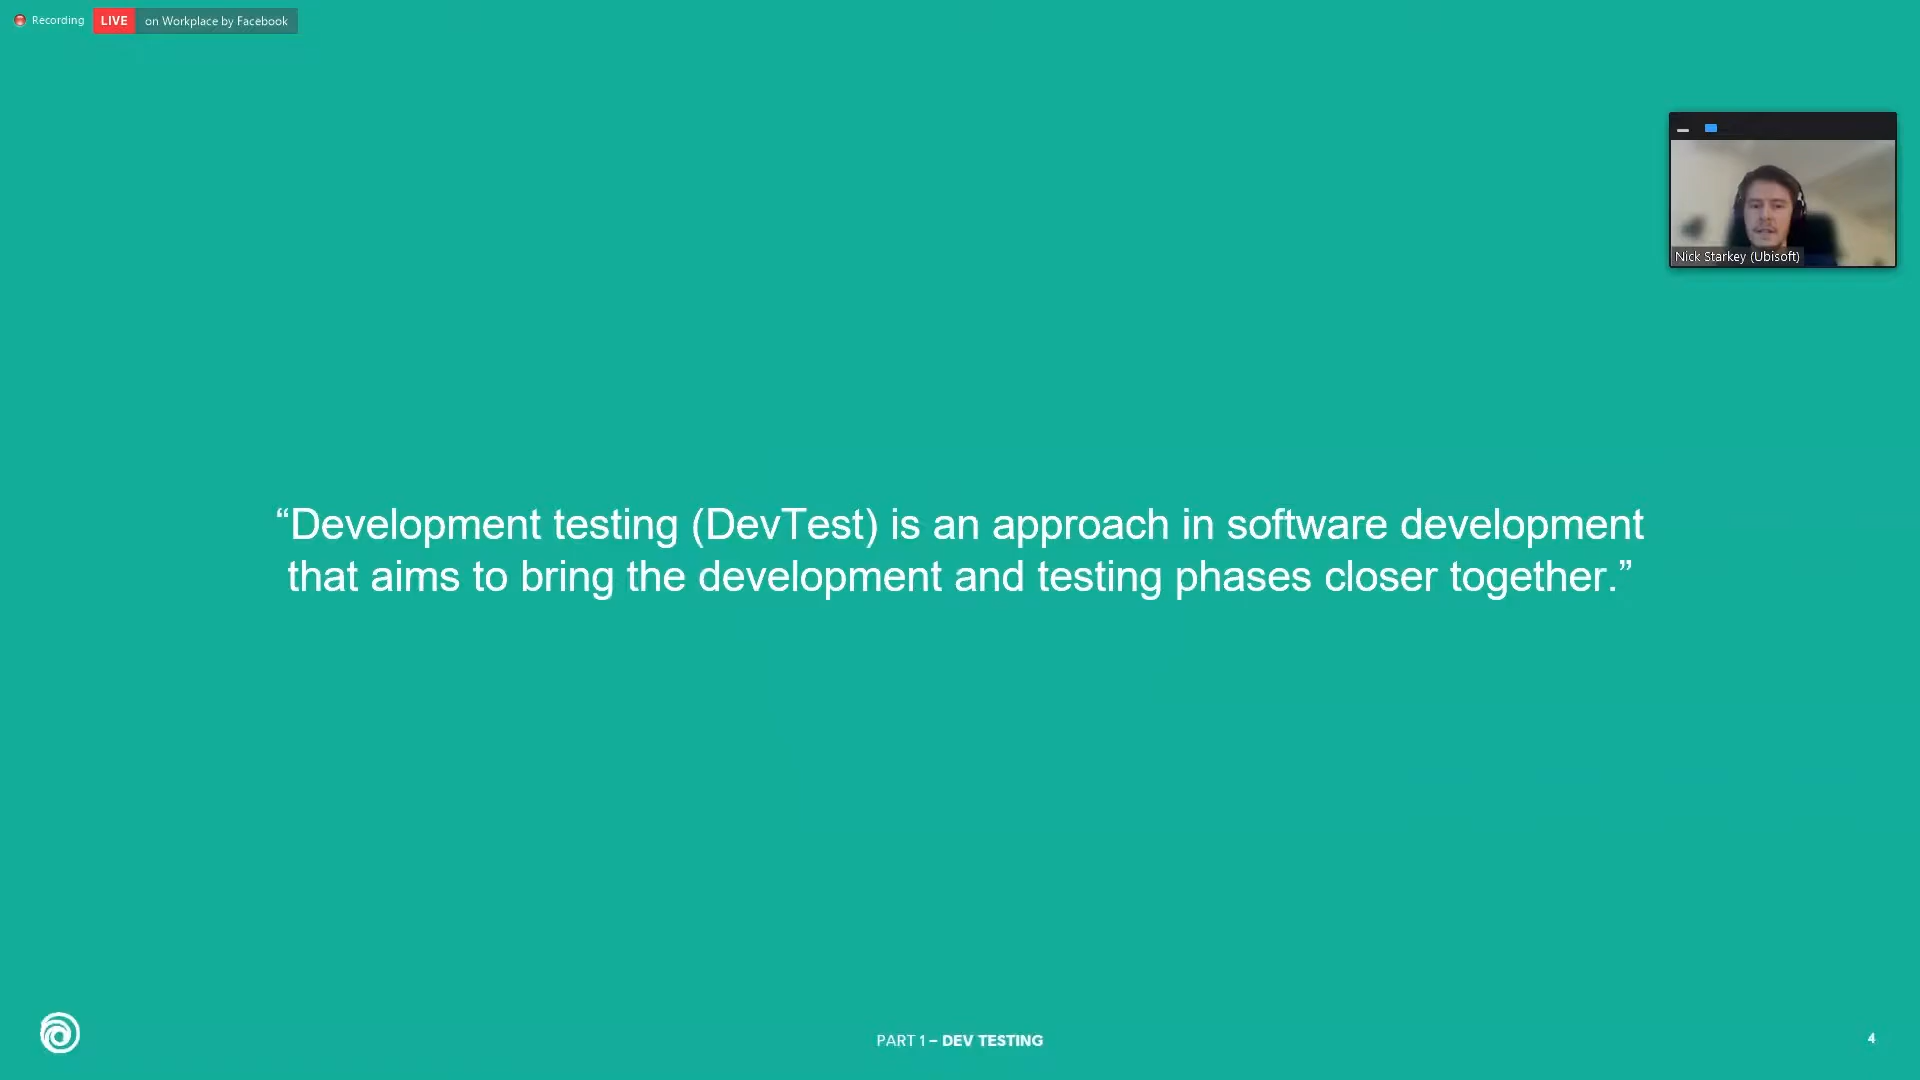 Recording
LIVE on Workplace by Facebook
Nick Starkey (Ubisoft)
“Development testing (DevTest) is an approach in software development
that aims to bring the development and testing phases closer together.”
PART 1 – DEV TESTING
4